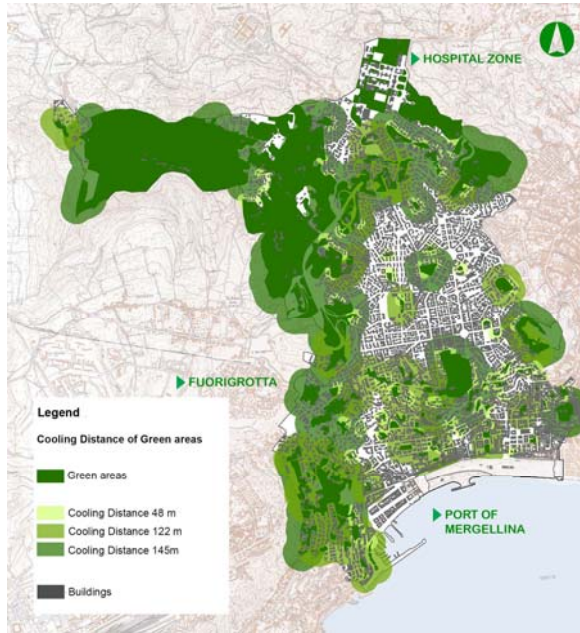 HOSPITAL ZONE
FUORIGROTTA
Legend
Cooling Distance of Green areas
Green areas
Cooling Distance 48 m
Cooling Distance 122 m
Cooling Distance 145m
Buildings
PORT OF
MERGELLINA